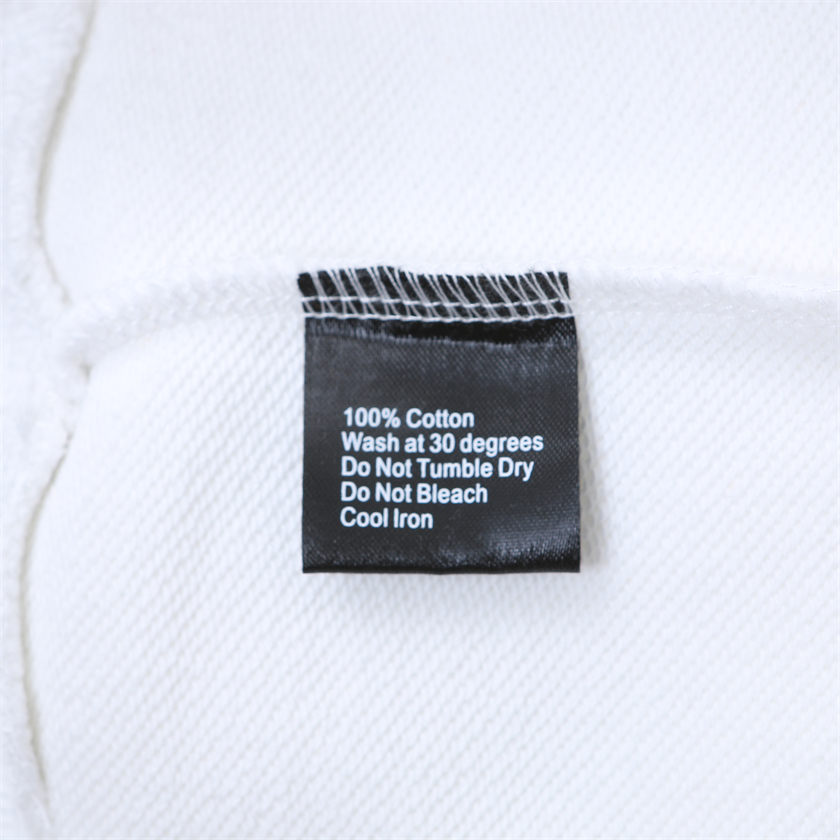 100% Cotton
Wash at 30 degrees
Do Not Tumble Dry
Do Not Bleach
Cool Iron